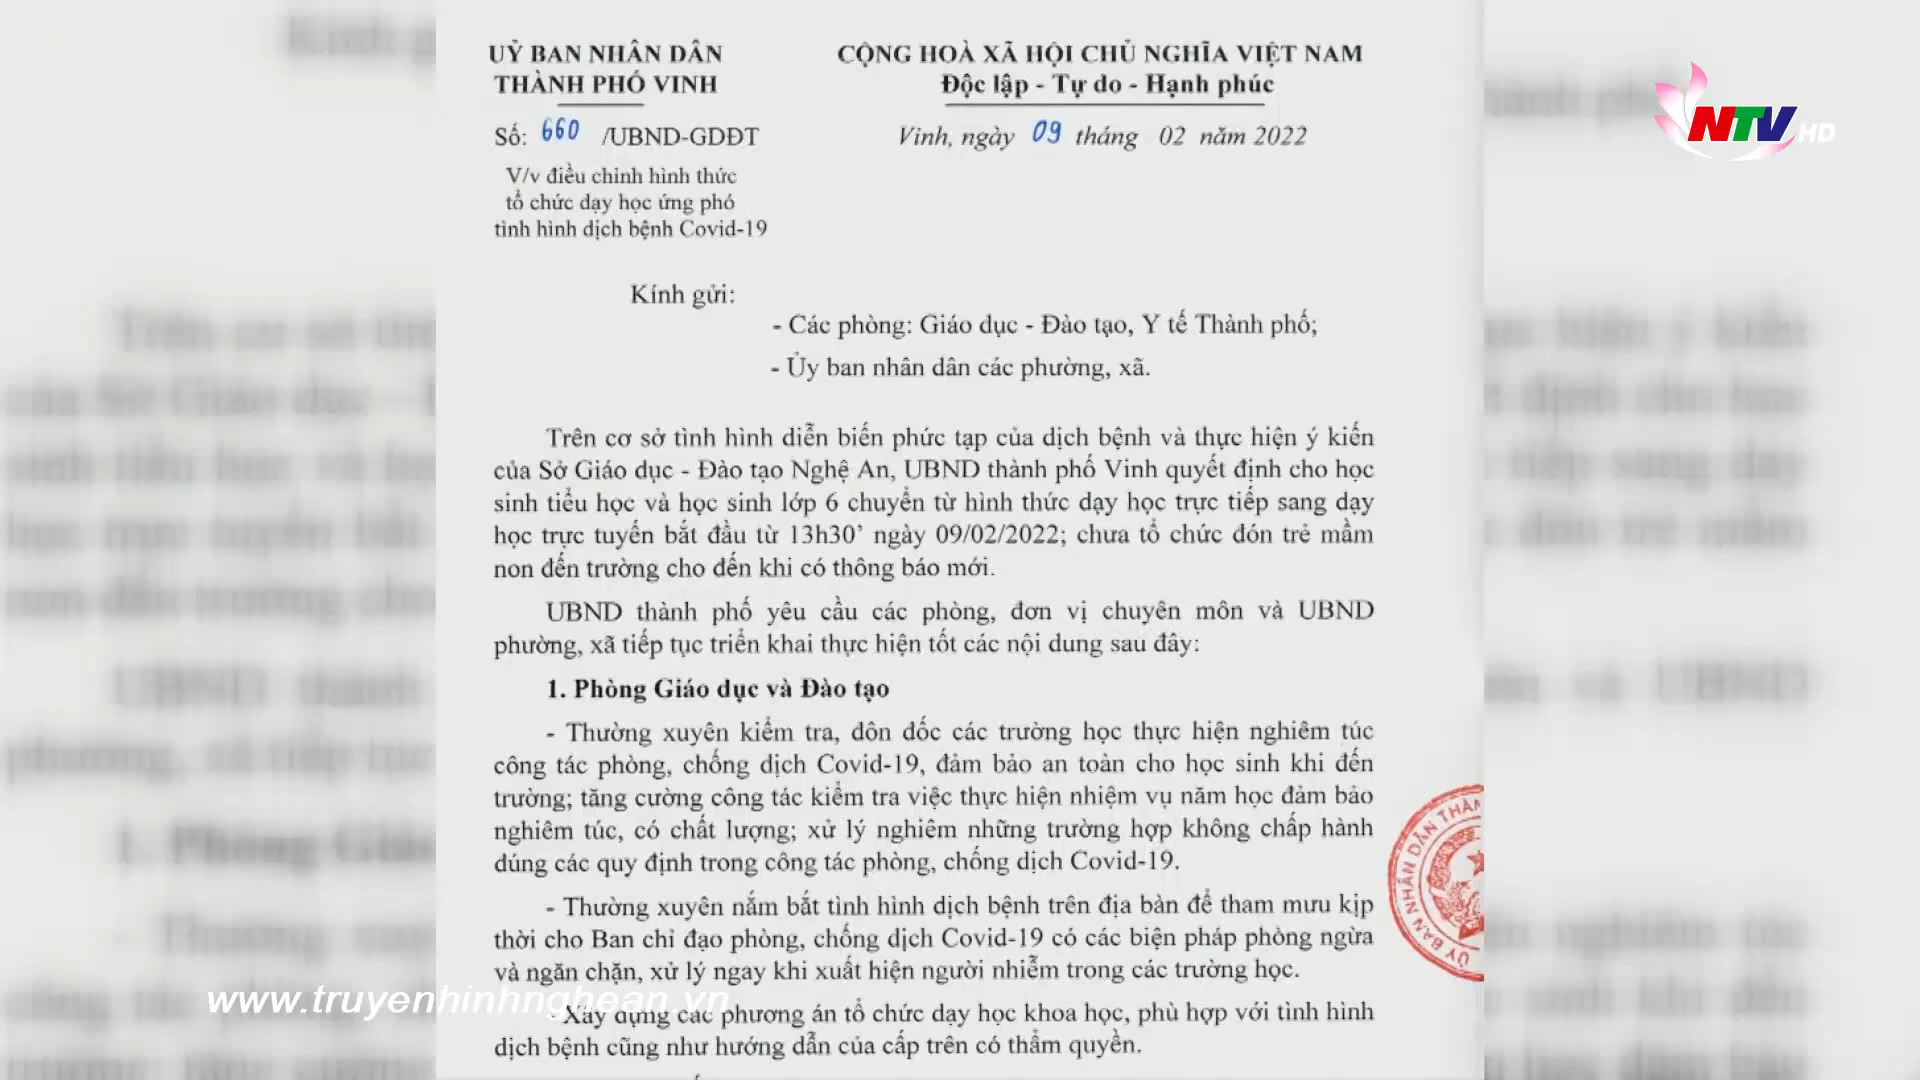 UỶ BAN NHÂN DÂN
THÀNH PHỐ VINH
CỘNG HOÀ XÃ HỘI CHỦ NGHĨA VIỆT NAM
Độc lập - Tự do - Hạnh phúc
Số: 660 /UBND-GDĐT
Vinh, ngày 09 tháng 02 năm 2022
V/v điều chỉnh hình thức
tổ chức dạy học ứng phó
tình hình dịch bệnh Covid-19
NTV HD
Kính gửi:
- Các phòng: Giáo dục - Đào tạo, Y tế Thành phố;
- Ủy ban nhân dân các phường, xã.
Trên cơ sở tình hình diễn biến phức tạp của dịch bệnh và thực hiện ý kiến
của Sở Giáo dục - Đào tạo Nghệ An, UBND thành phố Vinh quyết định cho học
sinh tiểu học và học sinh lớp 6 chuyển từ hình thức dạy học trực tiếp sang dạy
học trực tuyến bắt đầu từ 13h30’ ngày 09/02/2022; chưa tổ chức đón trẻ mầm
non đến trường cho đến khi có thông báo mới.
UBND thành phố yêu cầu các phòng, đơn vị chuyên môn và UBND
phường, xã tiếp tục triển khai thực hiện tốt các nội dung sau đây:
1. Phòng Giáo dục và Đào tạo
- Thường xuyên kiểm tra, đôn đốc các trường học thực hiện nghiêm túc
công tác phòng, chống dịch Covid-19, đảm bảo an toàn cho học sinh khi đến
trường; tăng cường công tác kiểm tra việc thực hiện nhiệm vụ năm học đảm bảo
nghiêm túc, có chất lượng; xử lý nghiêm những trường hợp không chấp hành
đúng các quy định trong công tác phòng, chống dịch Covid-19.
- Thường xuyên nắm bắt tình hình dịch bệnh trên địa bàn để tham mưu kịp
thời cho Ban chỉ đạo phòng, chống dịch Covid-19 có các biện pháp phòng ngừa
và ngăn chặn, xử lý ngay khi xuất hiện người nhiễm trong các trường học.
- Xây dựng các phương án tổ chức dạy học khoa học, phù hợp với tình hình
dịch bệnh cũng như hướng dẫn của cấp trên có thẩm quyền.
ỦY BAN NHÂN DÂN THÀN
www.truyenhinhnghean.vn